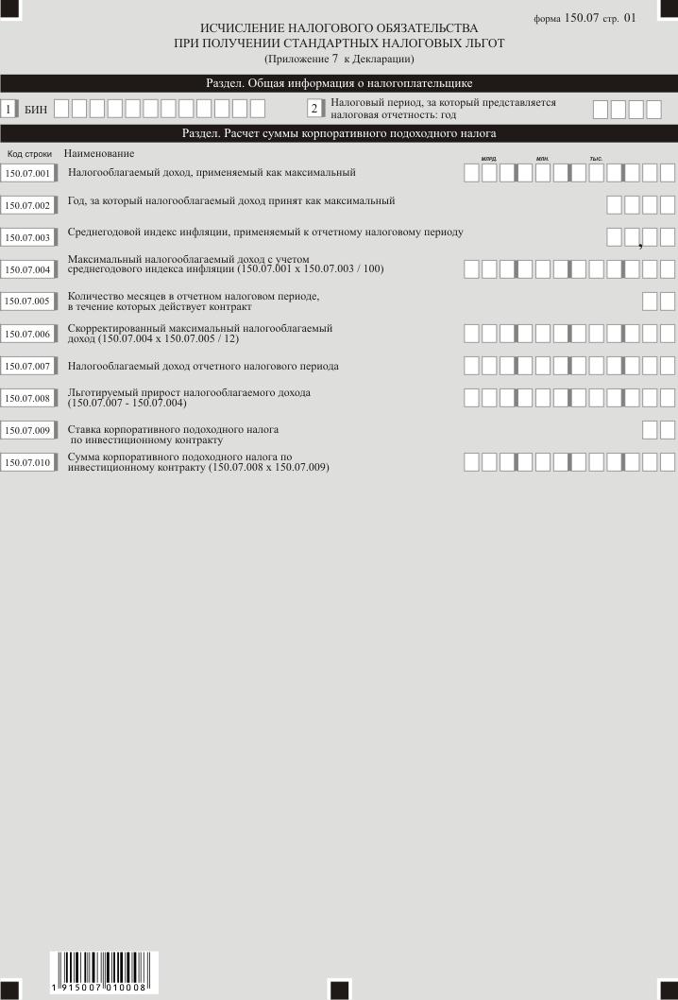 форма 150.07 стр. 01
ИСЧИСЛЕНИЕ НАЛОГОВОГО ОБЯЗАТЕЛЬСТВА
ПРИ ПОЛУЧЕНИИ СТАНДАРТНЫХ НАЛОГОВЫХ ЛЬГОТ
(Приложение 7 к Декларации)
Раздел. Общая информация о налогоплательщике
1 БИН
2 Налоговый период, за который представляется
налоговая отчетность: год
Раздел. Расчет суммы корпоративного подоходного налога
Код строки Наименование
млрд. млн. тыс.
150.07.001 Налогооблагаемый доход, применяемый как максимальный
150.07.002 Год, за который налогооблагаемый доход принят как максимальный
150.07.003 Среднегодовой индекс инфляции, применяемый к отчетному налоговому периоду
,
150.07.004 Максимальный налогооблагаемый доход с учетом
среднегодового индекса инфляции (150.07.001 x 150.07.003 / 100)
150.07.005 Количество месяцев в отчетном налоговом периоде,
в течение которых действует контракт
150.07.006 Скорректированный максимальный налогооблагаемый
доход (150.07.004 x 150.07.005 / 12)
150.07.007 Налогооблагаемый доход отчетного налогового периода
150.07.008 Льготируемый прирост налогооблагаемого дохода
(150.07.007 - 150.07.004)
150.07.009 Ставка корпоративного подоходного налога
по инвестиционному контракту
150.07.010 Сумма корпоративного подоходного налога по
инвестиционному контракту (150.07.008 x 150.07.009)
1 915007 010008